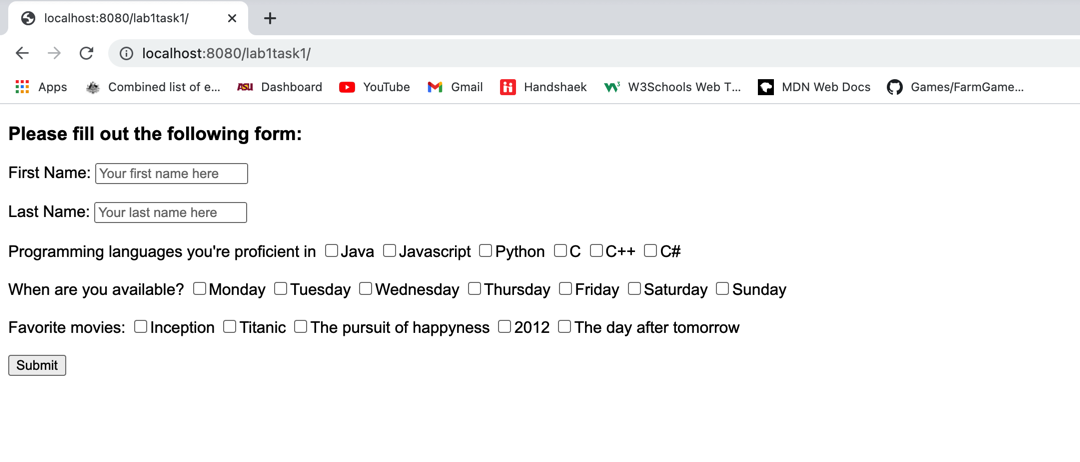 localhost:8080/lab1task1/
localhost:8080/lab1task1/
Apps Combined list of e... ASU Dashboard YouTube Gmail Handshaek W3Schools Web T... MDN Web Docs Games/FarmGame...
Please fill out the following form:
First Name: Your first name here
Last Name: Your last name here
Programming languages you're proficient in Java Javascript Python C C++ C#
When are you available? Monday Tuesday Wednesday Thursday Friday Saturday Sunday
Favorite movies: Inception Titanic The pursuit of happyness 2012 The day after tomorrow
Submit